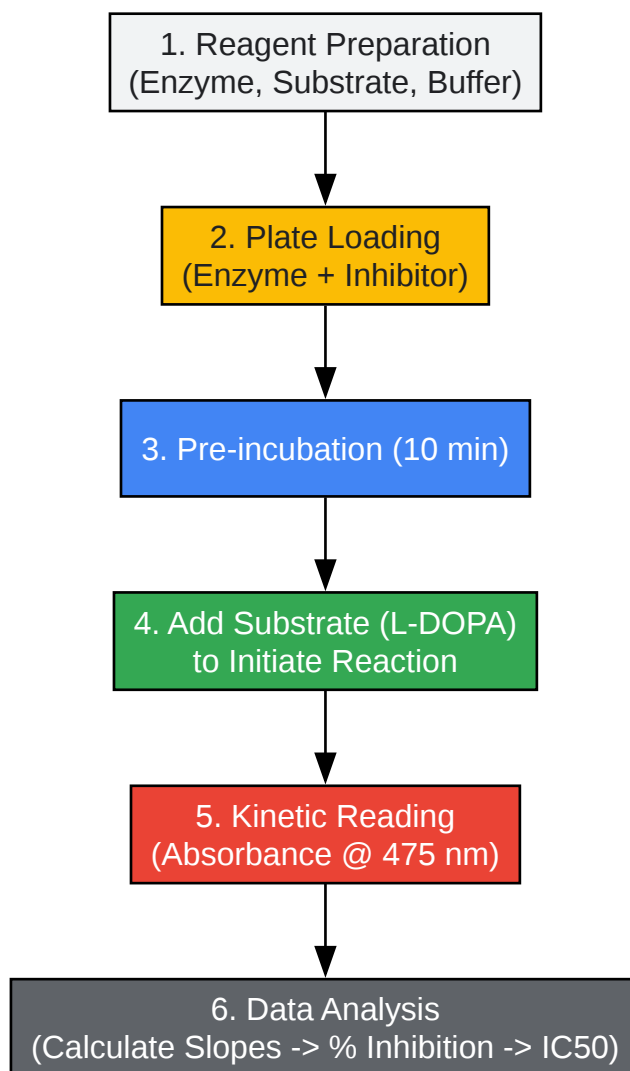 1. Reagent Preparation
(Enzyme, Substrate, Buffer)
2. Plate Loading
(Enzyme + Inhibitor)
3. Pre-incubation (10 min)
4. Add Substrate (L-DOPA)
to Initiate Reaction
5. Kinetic Reading
(Absorbance @ 475 nm)
6. Data Analysis
(Calculate Slopes -> % Inhibition -> IC50)